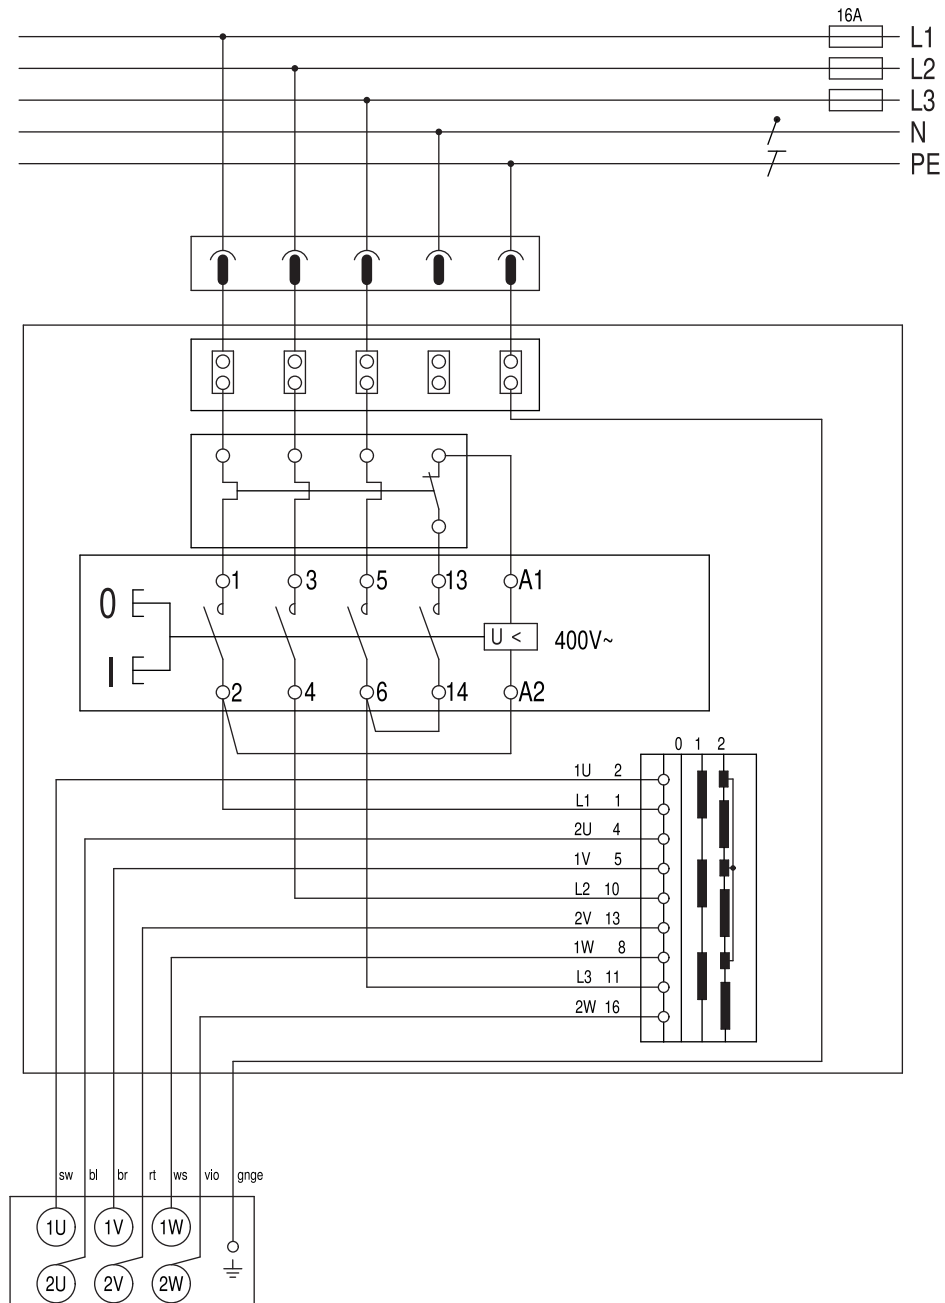 16A
L1
L2
L3
N
PE
1 3 5 13 A1
0
U < 400V~
I
2 4 6 14 A2
0 1 2
1U 2
L1 1
2U 4
1V 5
L2 10
2V 13
1W 8
L3 11
2W 16
sw bl br rt ws vio gnge
1U 1V 1W
2U 2V 2W